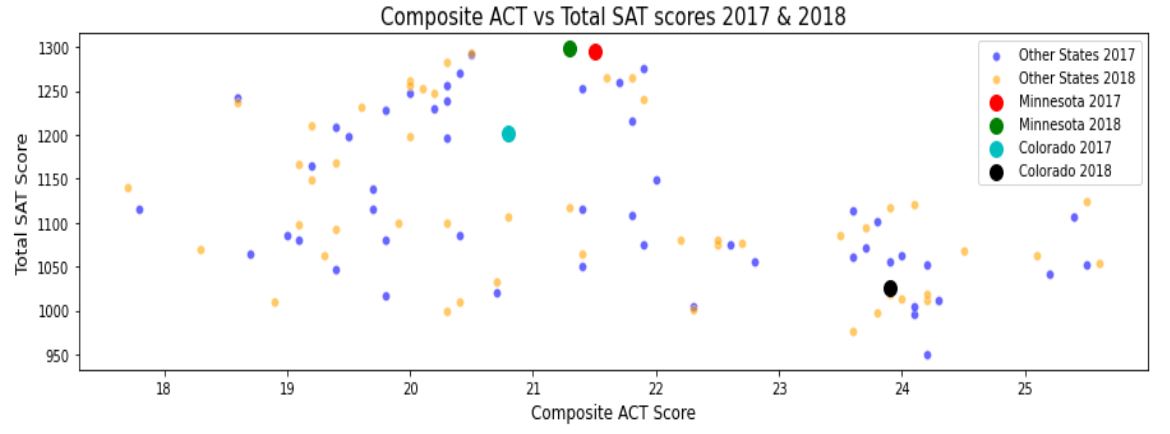 Composite ACT vs Total SAT scores 2017 & 2018
Total SAT Score
1300
1250
1200
1150
1100
1050
1000
950
Other States 2017
Other States 2018
Minnesota 2017
Minnesota 2018
Colorado 2017
Colorado 2018
18 19 20 21 22 23 24 25
Composite ACT Score